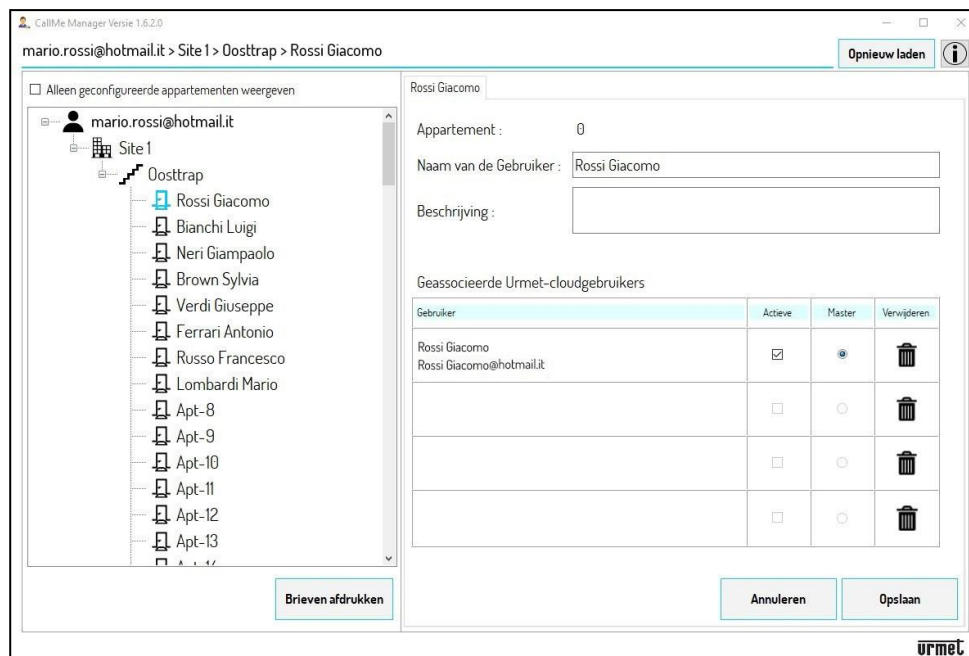 CallMe Manager Versie 1.6.2.0
mario.rossi@hotmail.it > Site 1 > Oosttrap > Rossi Giacomo
Opnieuw laden
Alleen geconfigureerde appartementen weergeven
mario.rossi@hotmail.it
Site 1
Oosttrap
Rossi Giacomo
Bianchi Luigi
Neri Giampaolo
Brown Sylvia
Verdi Giuseppe
Ferrari Antonio
Russo Francesco
Lombardi Mario
Apt-8
Apt-9
Apt-10
Apt-11
Apt-12
Apt-13
Brieven afdrukken
Rossi Giacomo
Appartement : 0
Naam van de Gebruiker : Rossi Giacomo
Beschrijving :
Geassocieerde Urmet-cloudgebruikers
Gebruiker Actieve Master Verwijderen
Rossi Giacomo
Rossi Giacomo@hotmail.it
Annuleren Opslaan
urmet